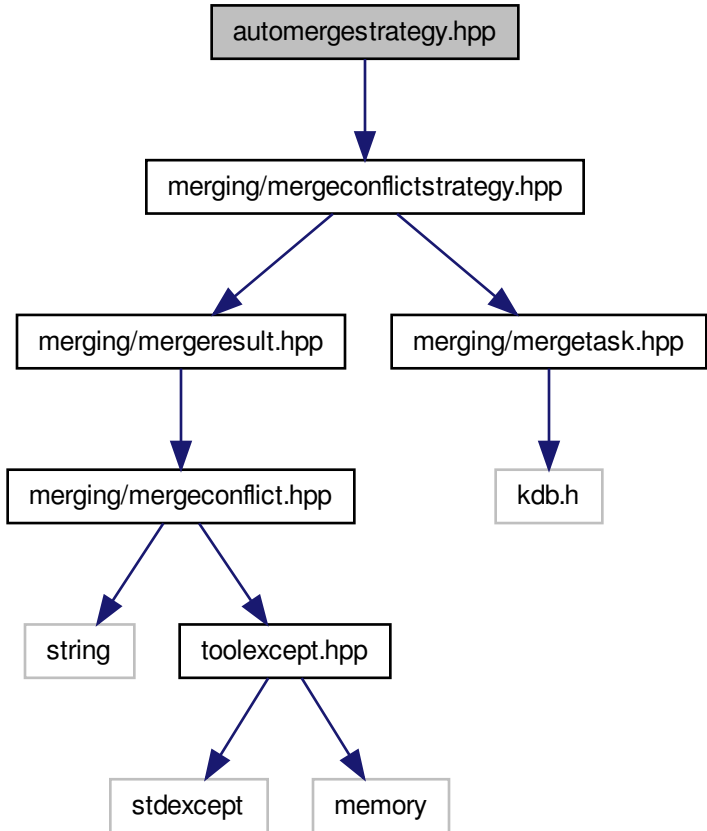 automergestrategy.hpp
merging/mergeconflictstrategy.hpp
merging/mergeresult.hpp
merging/mergetask.hpp
merging/mergeconflict.hpp
kdb.h
string
toolexcept.hpp
stdexcept
memory